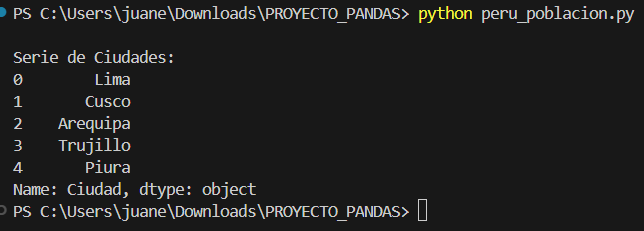 PS C:\Users\juane\Downloads\PROYECTO_PANDAS> python peru_poblacion.py
Serie de Ciudades:
0        Lima
1       Cusco
2    Arequipa
3    Trujillo
4       Piura
Name: Ciudad, dtype: object
PS C:\Users\juane\Downloads\PROYECTO_PANDAS>